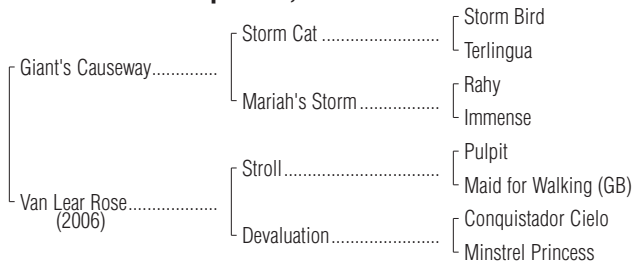 Storm Bird
Storm Cat ......................
Terlingua
Giant's Causeway.............
Rahy
Mariah's Storm ...............
Immense
Pulpit
Stroll .............................
Maid for Walking (GB)
Van Lear Rose..................
(2006)
Conquistador Cielo
Devaluation.....................
Minstrel Princess